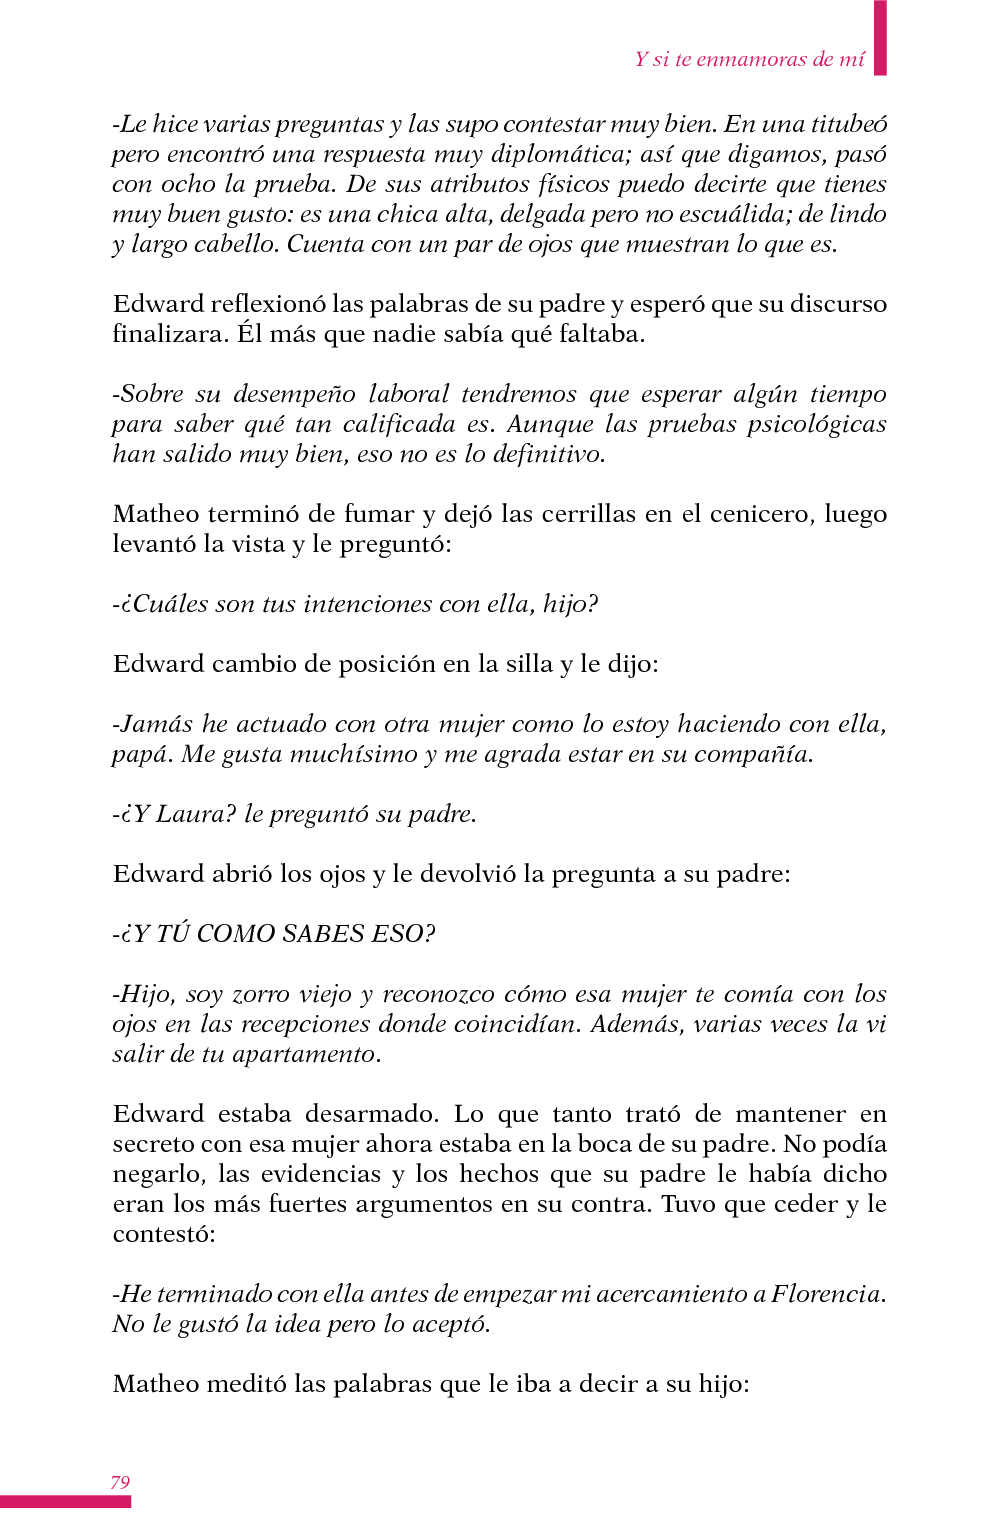 Y si te enmamoras de mí
-Le hice varias preguntas y las supo contestar muy bien. En una titubeó
pero encontró una respuesta muy diplomática; así que digamos, pasó
con ocho la prueba. De sus atributos físicos puedo decirte que tienes
muy buen gusto: es una chica alta, delgada pero no escuálida; de lindo
y largo cabello. Cuenta con un par de ojos que muestran lo que es.
Edward reflexionó las palabras de su padre y esperó que su discurso
finalizara. Él más que nadie sabía qué faltaba.
-Sobre su desempeño laboral tendremos que esperar algún tiempo
para saber qué tan calificada es. Aunque las pruebas psicológicas
han salido muy bien, eso no es lo definitivo.
Matheo terminó de fumar y dejó las cerrillas en el cenicero, luego
levantó la vista y le preguntó:
-¿Cuáles son tus intenciones con ella, hijo?
Edward cambio de posición en la silla y le dijo:
-Jamás he actuado con otra mujer como lo estoy haciendo con ella,
papá. Me gusta muchísimo y me agrada estar en su compañía.
-¿Y Laura? le preguntó su padre.
Edward abrió los ojos y le devolvió la pregunta a su padre:
-¿Y TÚ COMO SABES ESO?
-Hijo, soy zorro viejo y reconozco cómo esa mujer te comía con los
ojos en las recepciones donde coincidían. Además, varias veces la vi
salir de tu apartamento.
Edward estaba desarmado. Lo que tanto trató de mantener en
secreto con esa mujer ahora estaba en la boca de su padre. No podía
negarlo, las evidencias y los hechos que su padre le había dicho
eran los más fuertes argumentos en su contra. Tuvo que ceder y le
contestó:
-He terminado con ella antes de empezar mi acercamiento a Florencia.
No le gustó la idea pero lo aceptó.
Matheo meditó las palabras que le iba a decir a su hijo:
79